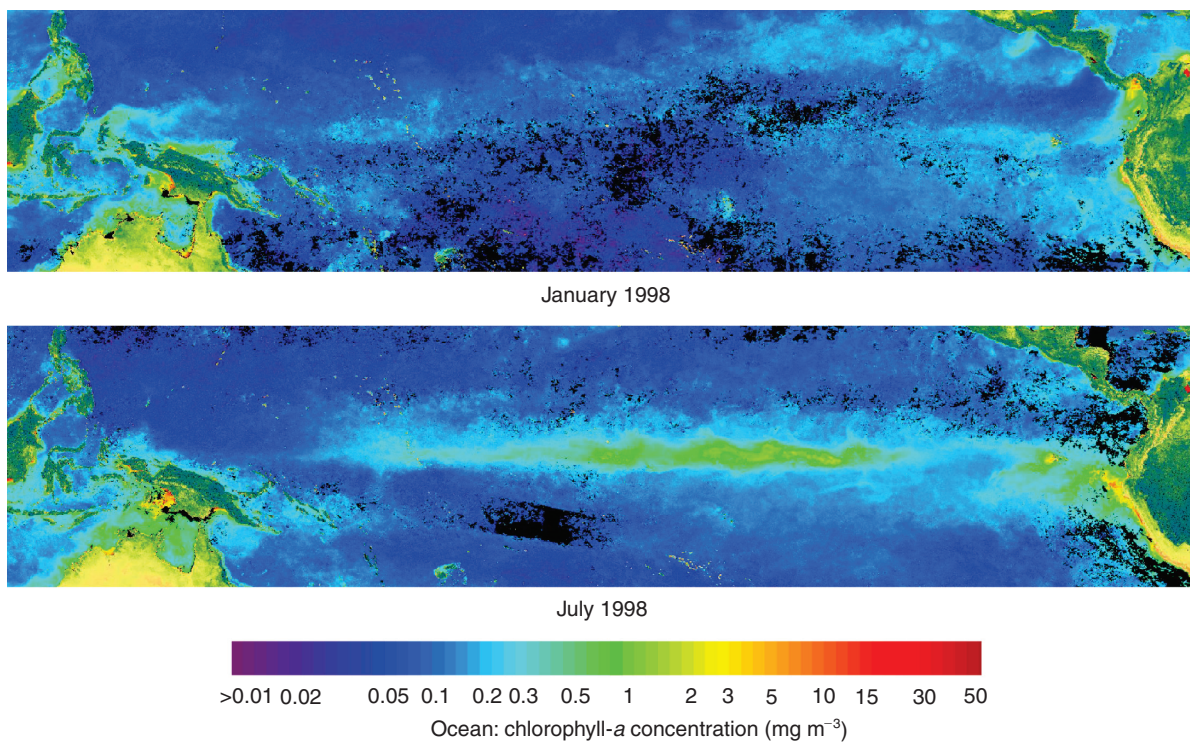 January 1998
July 1998
>0.01 0.02 0.05 0.1 0.2 0.3 0.5 1 2 3 5 10 15 30 50
Ocean: chlorophyll-a concentration (mg m⁻³)